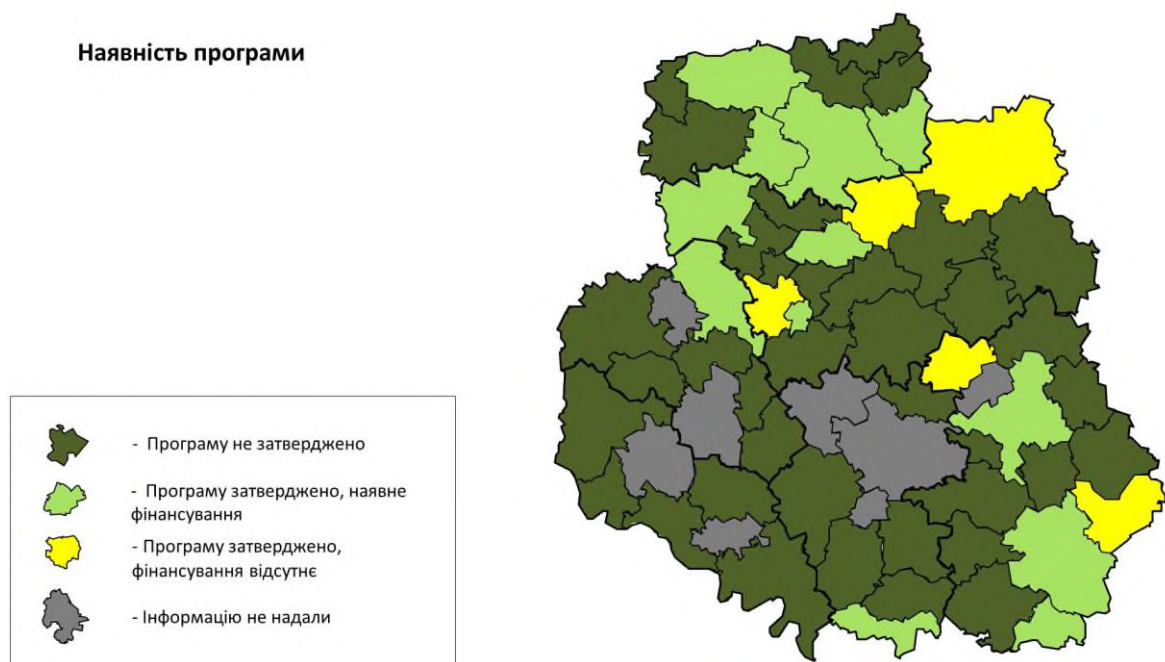 Наявність програми
- Програму не затверджено
- Програму затверджено, наявне
фінансування
- Програму затверджено,
фінансування відсутнє
- Інформацію не надали